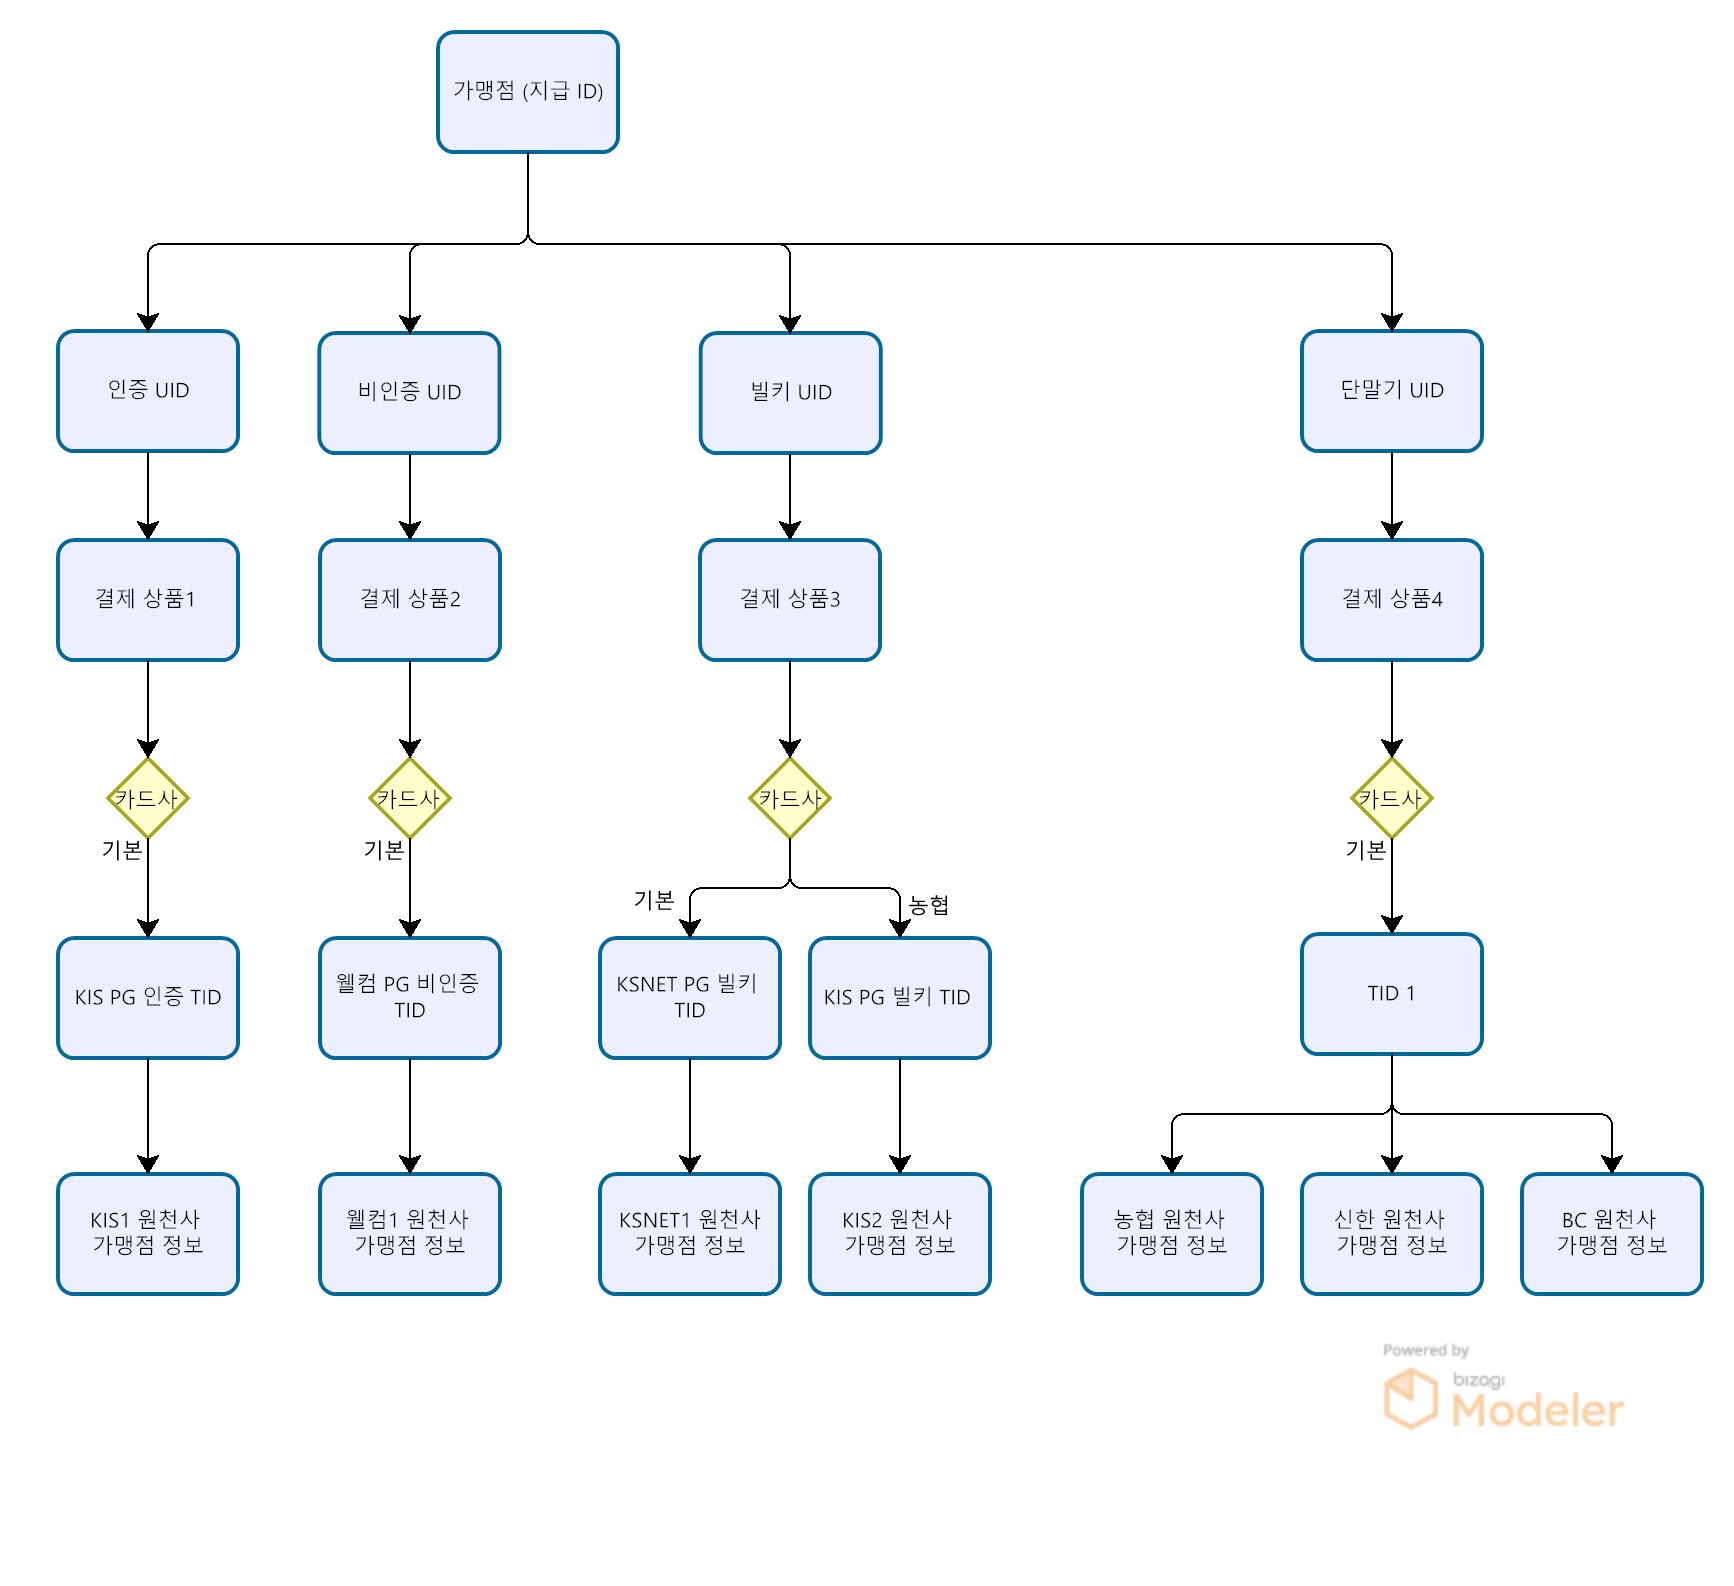 가맹점 (지급 ID)
인증 UID
비인증 UID
빌키 UID
단말기 UID
결제 상품1
결제 상품2
결제 상품3
결제 상품4
카드사
카드사
카드사
카드사
기본
기본
기본
농협
기본
KIS PG 인증 TID
웰컴 PG 비인증
TID
KSNET PG 빌키
TID
KIS PG 빌키 TID
TID 1
KIS1 원천사
가맹점 정보
웰컴1 원천사
가맹점 정보
KSNET1 원천사
가맹점 정보
KIS2 원천사
가맹점 정보
농협 원천사
가맹점 정보
신한 원천사
가맹점 정보
BC 원천사
가맹점 정보
Powered by
bizagi
Modeler